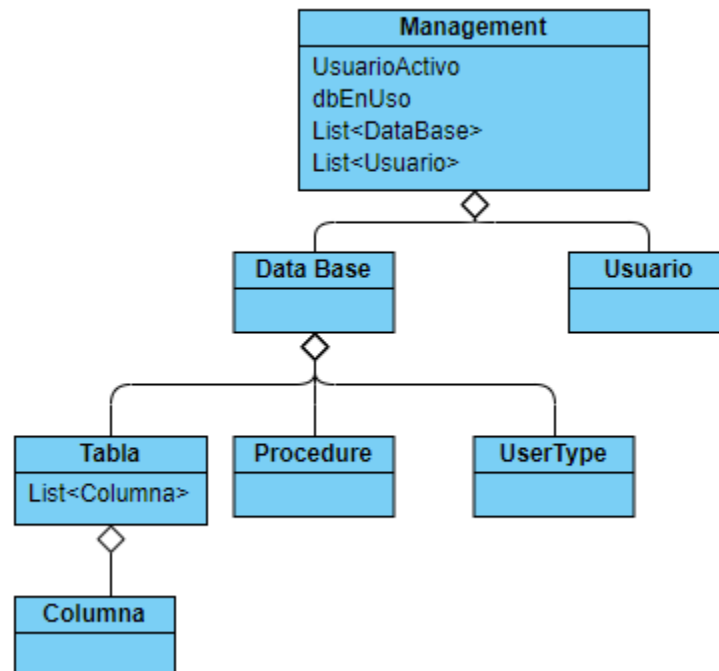 Management
UsuarioActivo
dbEnUso
List<DataBase>
List<Usuario>
Data Base
Usuario
Tabla
List<Columna>
Procedure
UserType
Columna